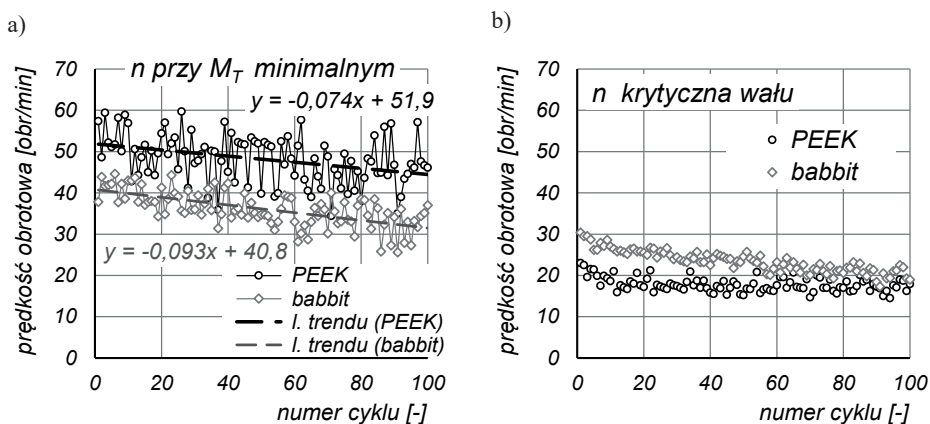 a)
n przy M_T minimalnym
y = -0,074x + 51,9
y = -0,093x + 40,8
PEEK
babbit
l. trendu (PEEK)
l. trendu (babbit)
prędkość obrotowa [obr/min]
70
60
50
40
30
20
10
0
0 20 40 60 80 100
numer cyklu [-]
b)
n krytyczna wału
PEEK
babbit
prędkość obrotowa [obr/min]
70
60
50
40
30
20
10
0
0 20 40 60 80 100
numer cyklu [-]